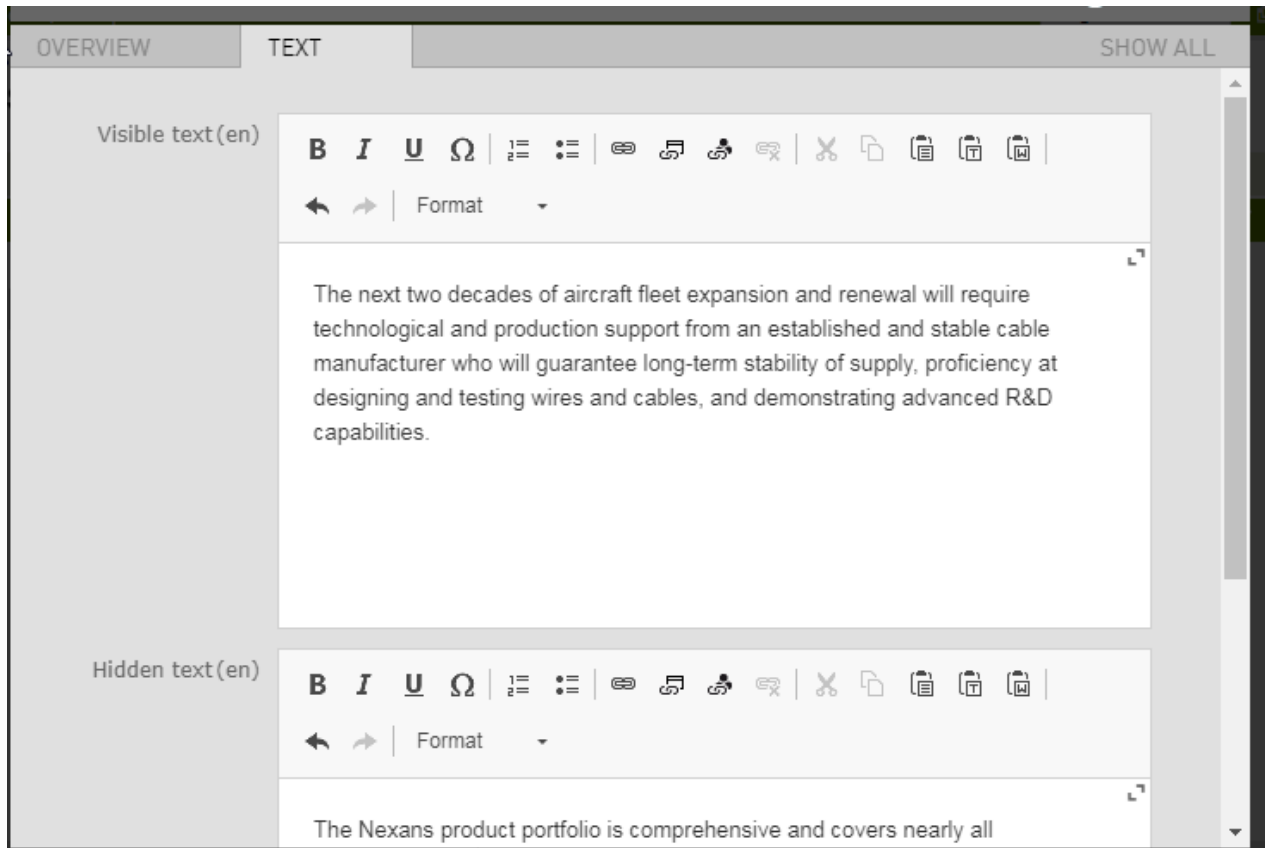 OVERVIEW
TEXT
SHOW ALL
Visible text (en)
B I U Ω
Format
The next two decades of aircraft fleet expansion and renewal will require
technological and production support from an established and stable cable
manufacturer who will guarantee long-term stability of supply, proficiency at
designing and testing wires and cables, and demonstrating advanced R&D
capabilities.
Hidden text (en)
B I U Ω
Format
The Nexans product portfolio is comprehensive and covers nearly all